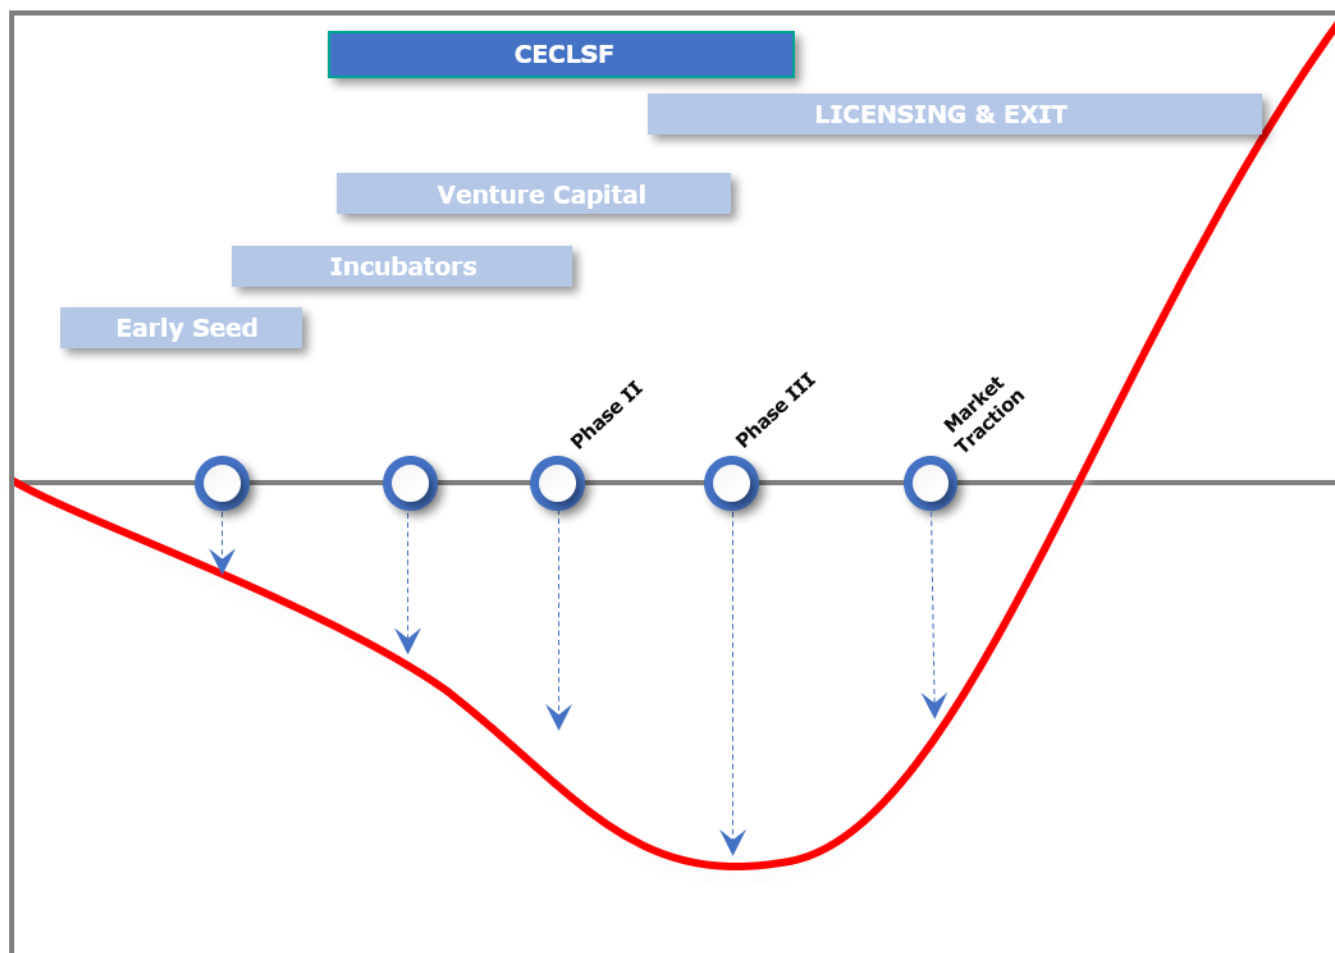 CECLSF
LICENSING & EXIT
Venture Capital
Incubators
Early Seed
Phase II
Phase III
Market
Traction